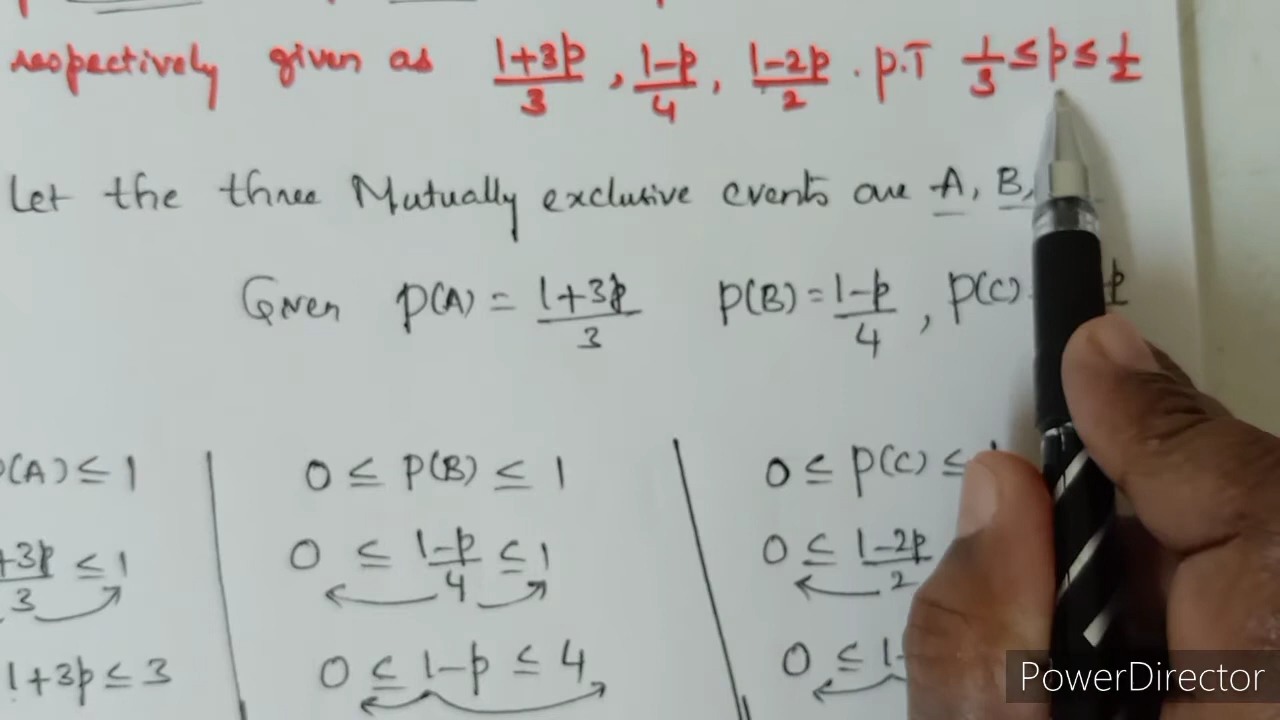 respectively given as 1+3p/3 , 1-p/4 , 1-2p/2 . p.T 1/3 ≤ p ≤ 1/2
Let the three Mutually exclusive events are A, B,
Given P(A) = 1+3p/3 P(B) = 1-p/4 , P(C)
(A) ≤ 1 0 ≤ P(B) ≤ 1 0 ≤ P(C) ≤
+3p/3 ≤ 1 0 ≤ 1-p/4 ≤ 1 0 ≤ 1-2p/2
1+3p ≤ 3 0 ≤ 1-p ≤ 4 0 ≤ 1-
PowerDirector